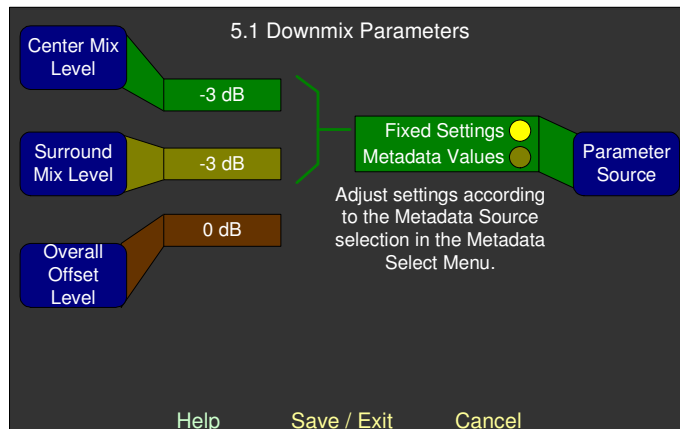 5.1 Downmix Parameters
Center Mix
Level
-3 dB
Fixed Settings
Metadata Values
Parameter
Source
Surround
Mix Level
-3 dB
Adjust settings according
to the Metadata Source
selection in the Metadata
Select Menu.
0 dB
Overall
Offset
Level
Help
Save / Exit
Cancel